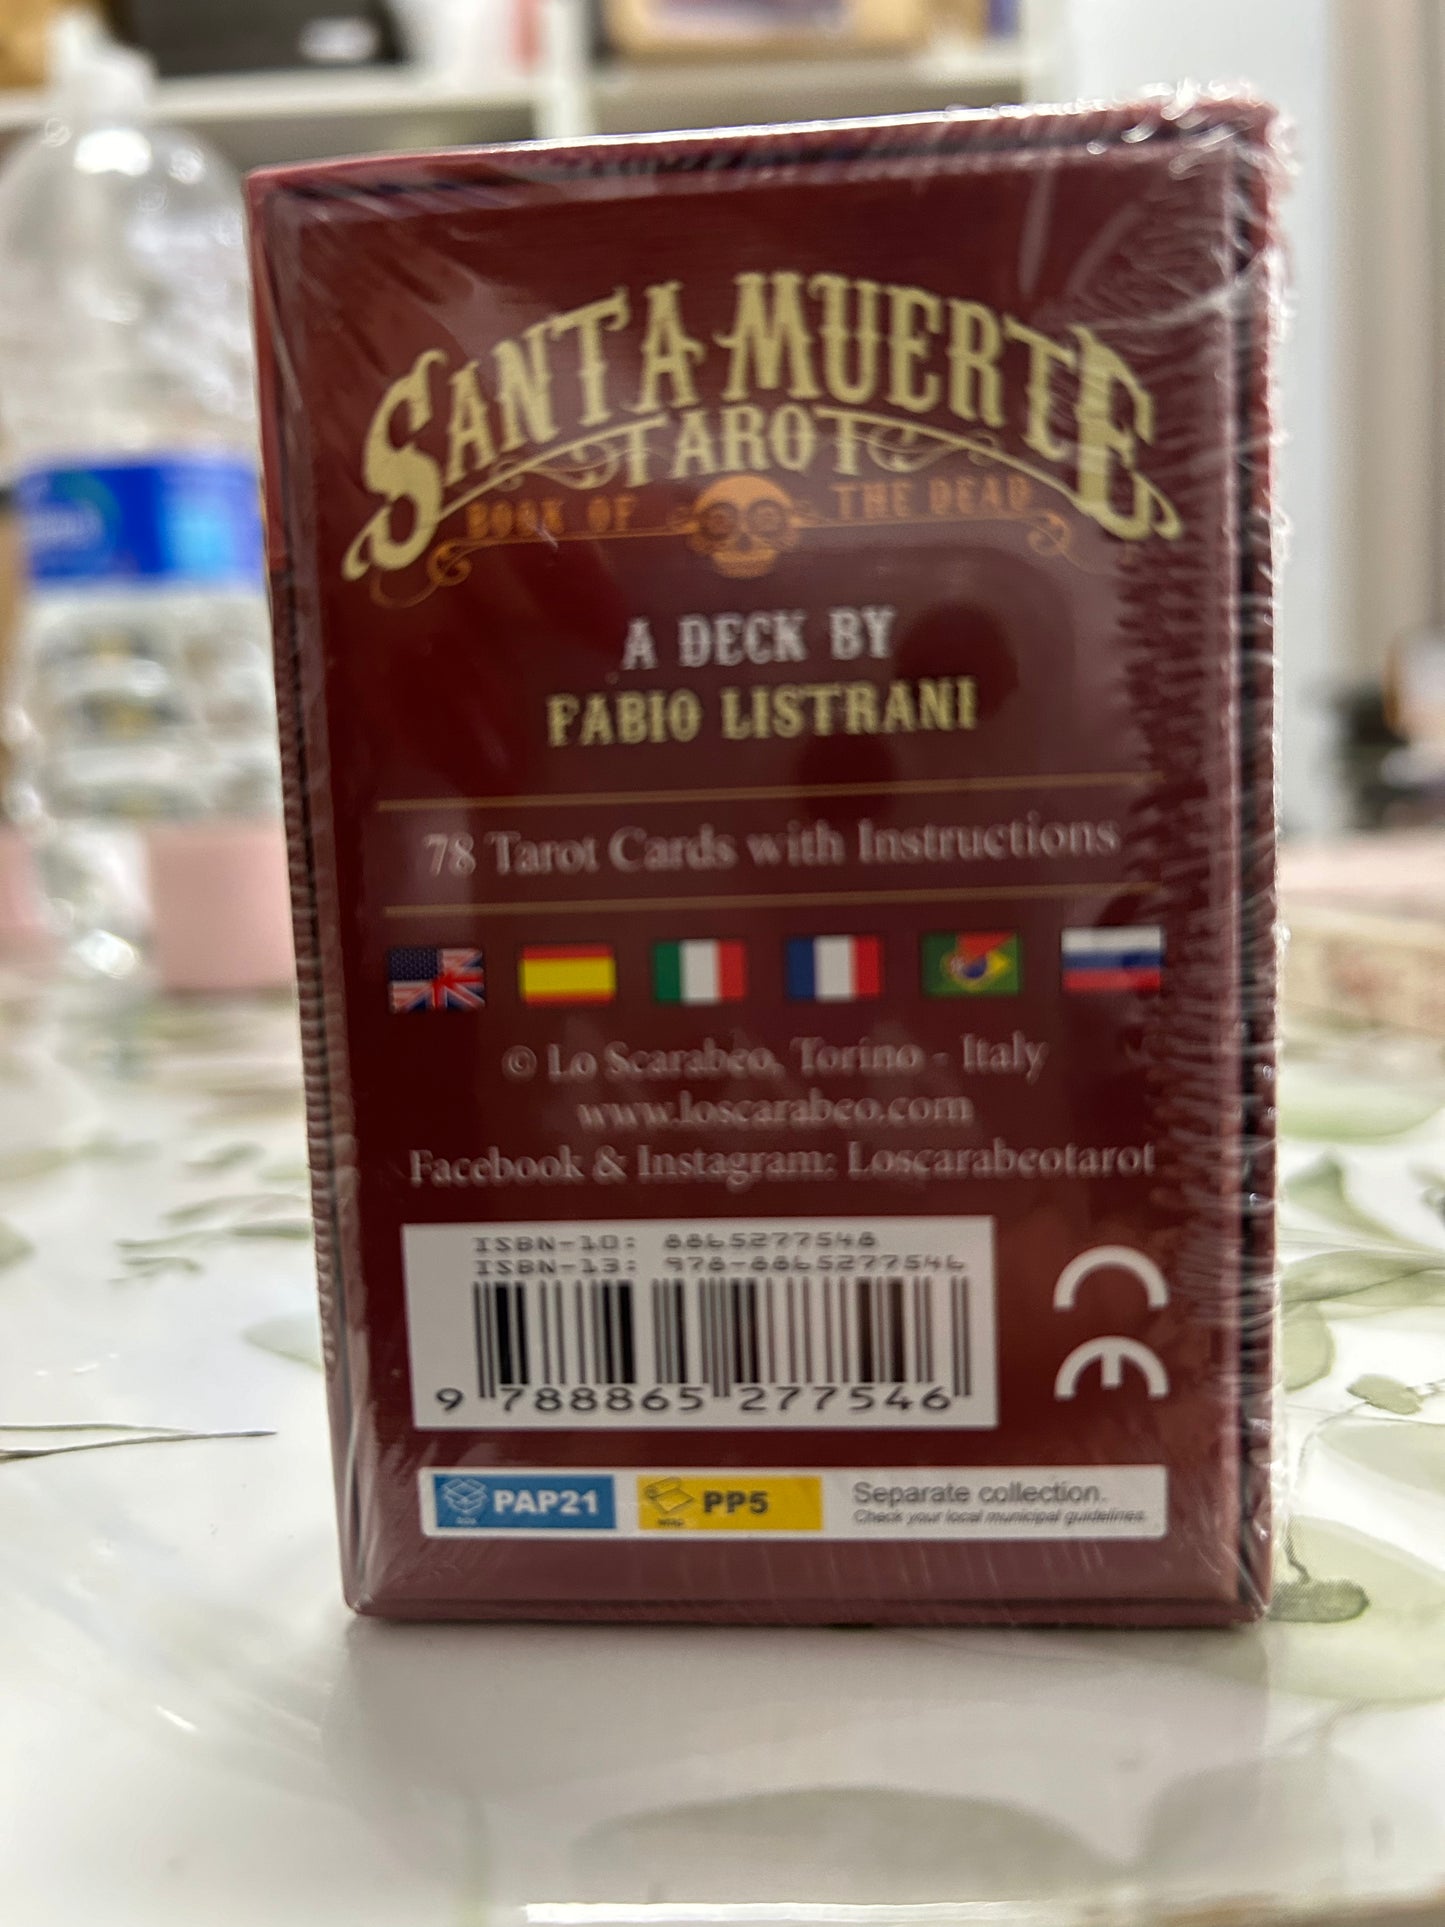 SANTA MUERTE
TAROT
BOOK OF THE DEAD
A DECK BY
FABIO LISTRANI
78 Tarot Cards with Instructions
© Lo Scarabeo, Torino - Italy
www.loscarabeo.com
Facebook & Instagram: Loscarabeotarot
ISBN-10: 8865277548
ISBN-13: 978-8865277546
9 788865 277546
CE
PAP21
PP5
Separate collection.
Check your local municipal guidelines.